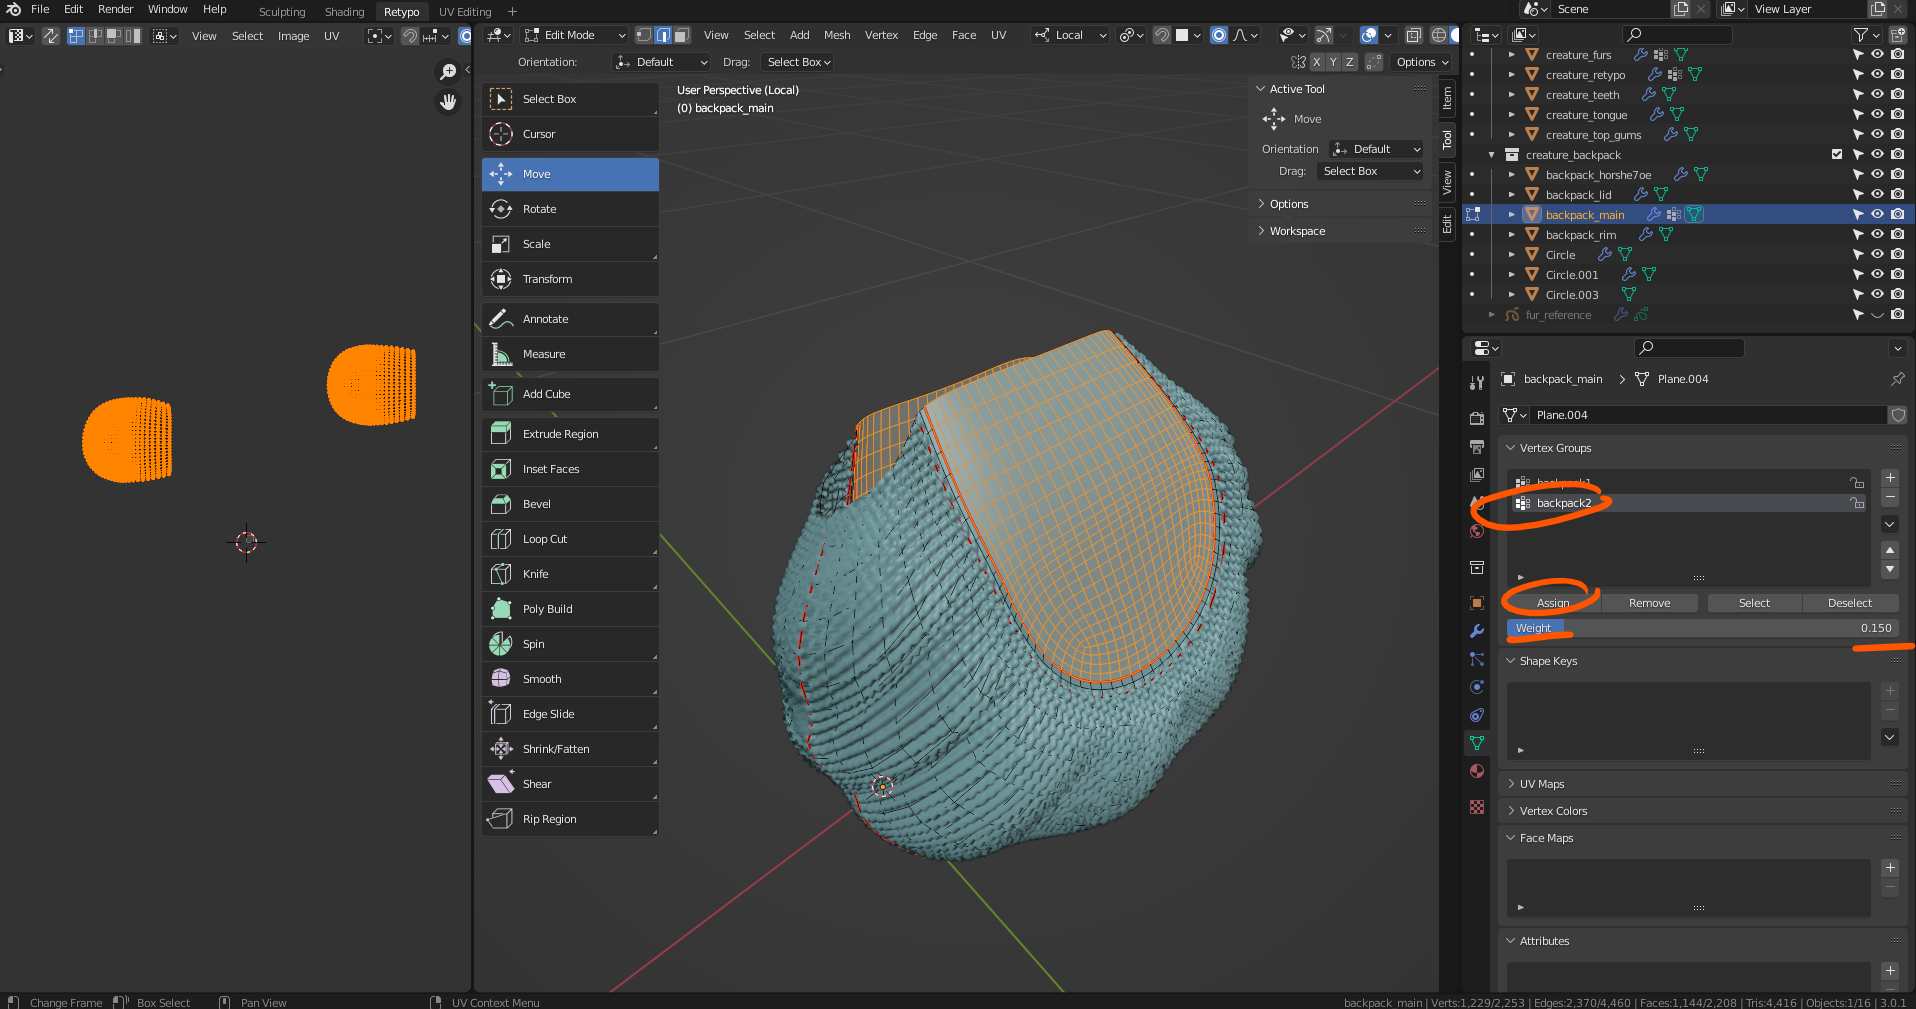 File Edit Render Window Help Sculpting Shading Retypo UV Editing + Scene View Layer
View Select Image UV
Edit Mode View Select Add Mesh Vertex Edge Face UV Local
Orientation: Default Drag: Select Box X Y Z Options
User Perspective (Local)
(0) backpack_main
Select Box
Cursor
Move
Rotate
Scale
Transform
Annotate
Measure
Add Cube
Extrude Region
Inset Faces
Bevel
Loop Cut
Knife
Poly Build
Spin
Smooth
Edge Slide
Shrink/Fatten
Shear
Rip Region
Active Tool
Move
Orientation Default
Drag: Select Box
Options
Workspace
Item
Tool
View
Edit
creature_furs
creature_retypo
creature_teeth
creature_tongue
creature_top_gums
creature_backpack
backpack_horshe7oe
backpack_lid
backpack_main
backpack_rim
Circle
Circle.001
Circle.003
fur_reference
backpack_main Plane.004
Plane.004
Vertex Groups
backpack1
backpack2
Assign Remove Select Deselect
Weight 0.150
Shape Keys
UV Maps
Vertex Colors
Face Maps
Attributes
Change Frame Box Select Pan View UV Context Menu
backpack_main | Verts:1,229/2,253 | Edges:2,370/4,460 | Faces:1,144/2,208 | Tris:4,416 | Objects:1/16 | 3.0.1